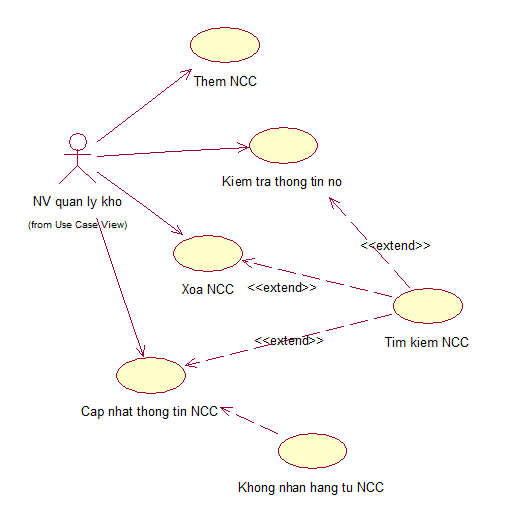 Them NCC
Kiem tra thong tin no
NV quan ly kho
(from Use Case View)
<<extend>>
Xoa NCC
<<extend>>
<<extend>>
Tim kiem NCC
Cap nhat thong tin NCC
Khong nhan hang tu NCC